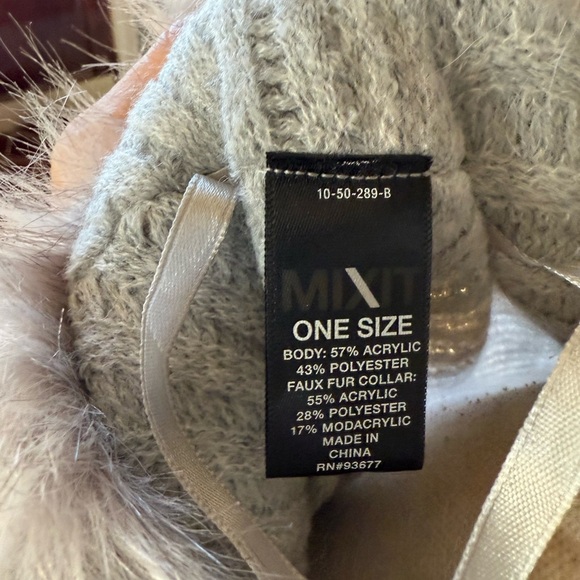 10-50-289-B
MIXIT
ONE SIZE
BODY: 57% ACRYLIC
43% POLYESTER
FAUX FUR COLLAR:
55% ACRYLIC
28% POLYESTER
17% MODACRYLIC
MADE IN
CHINA
RN#93677